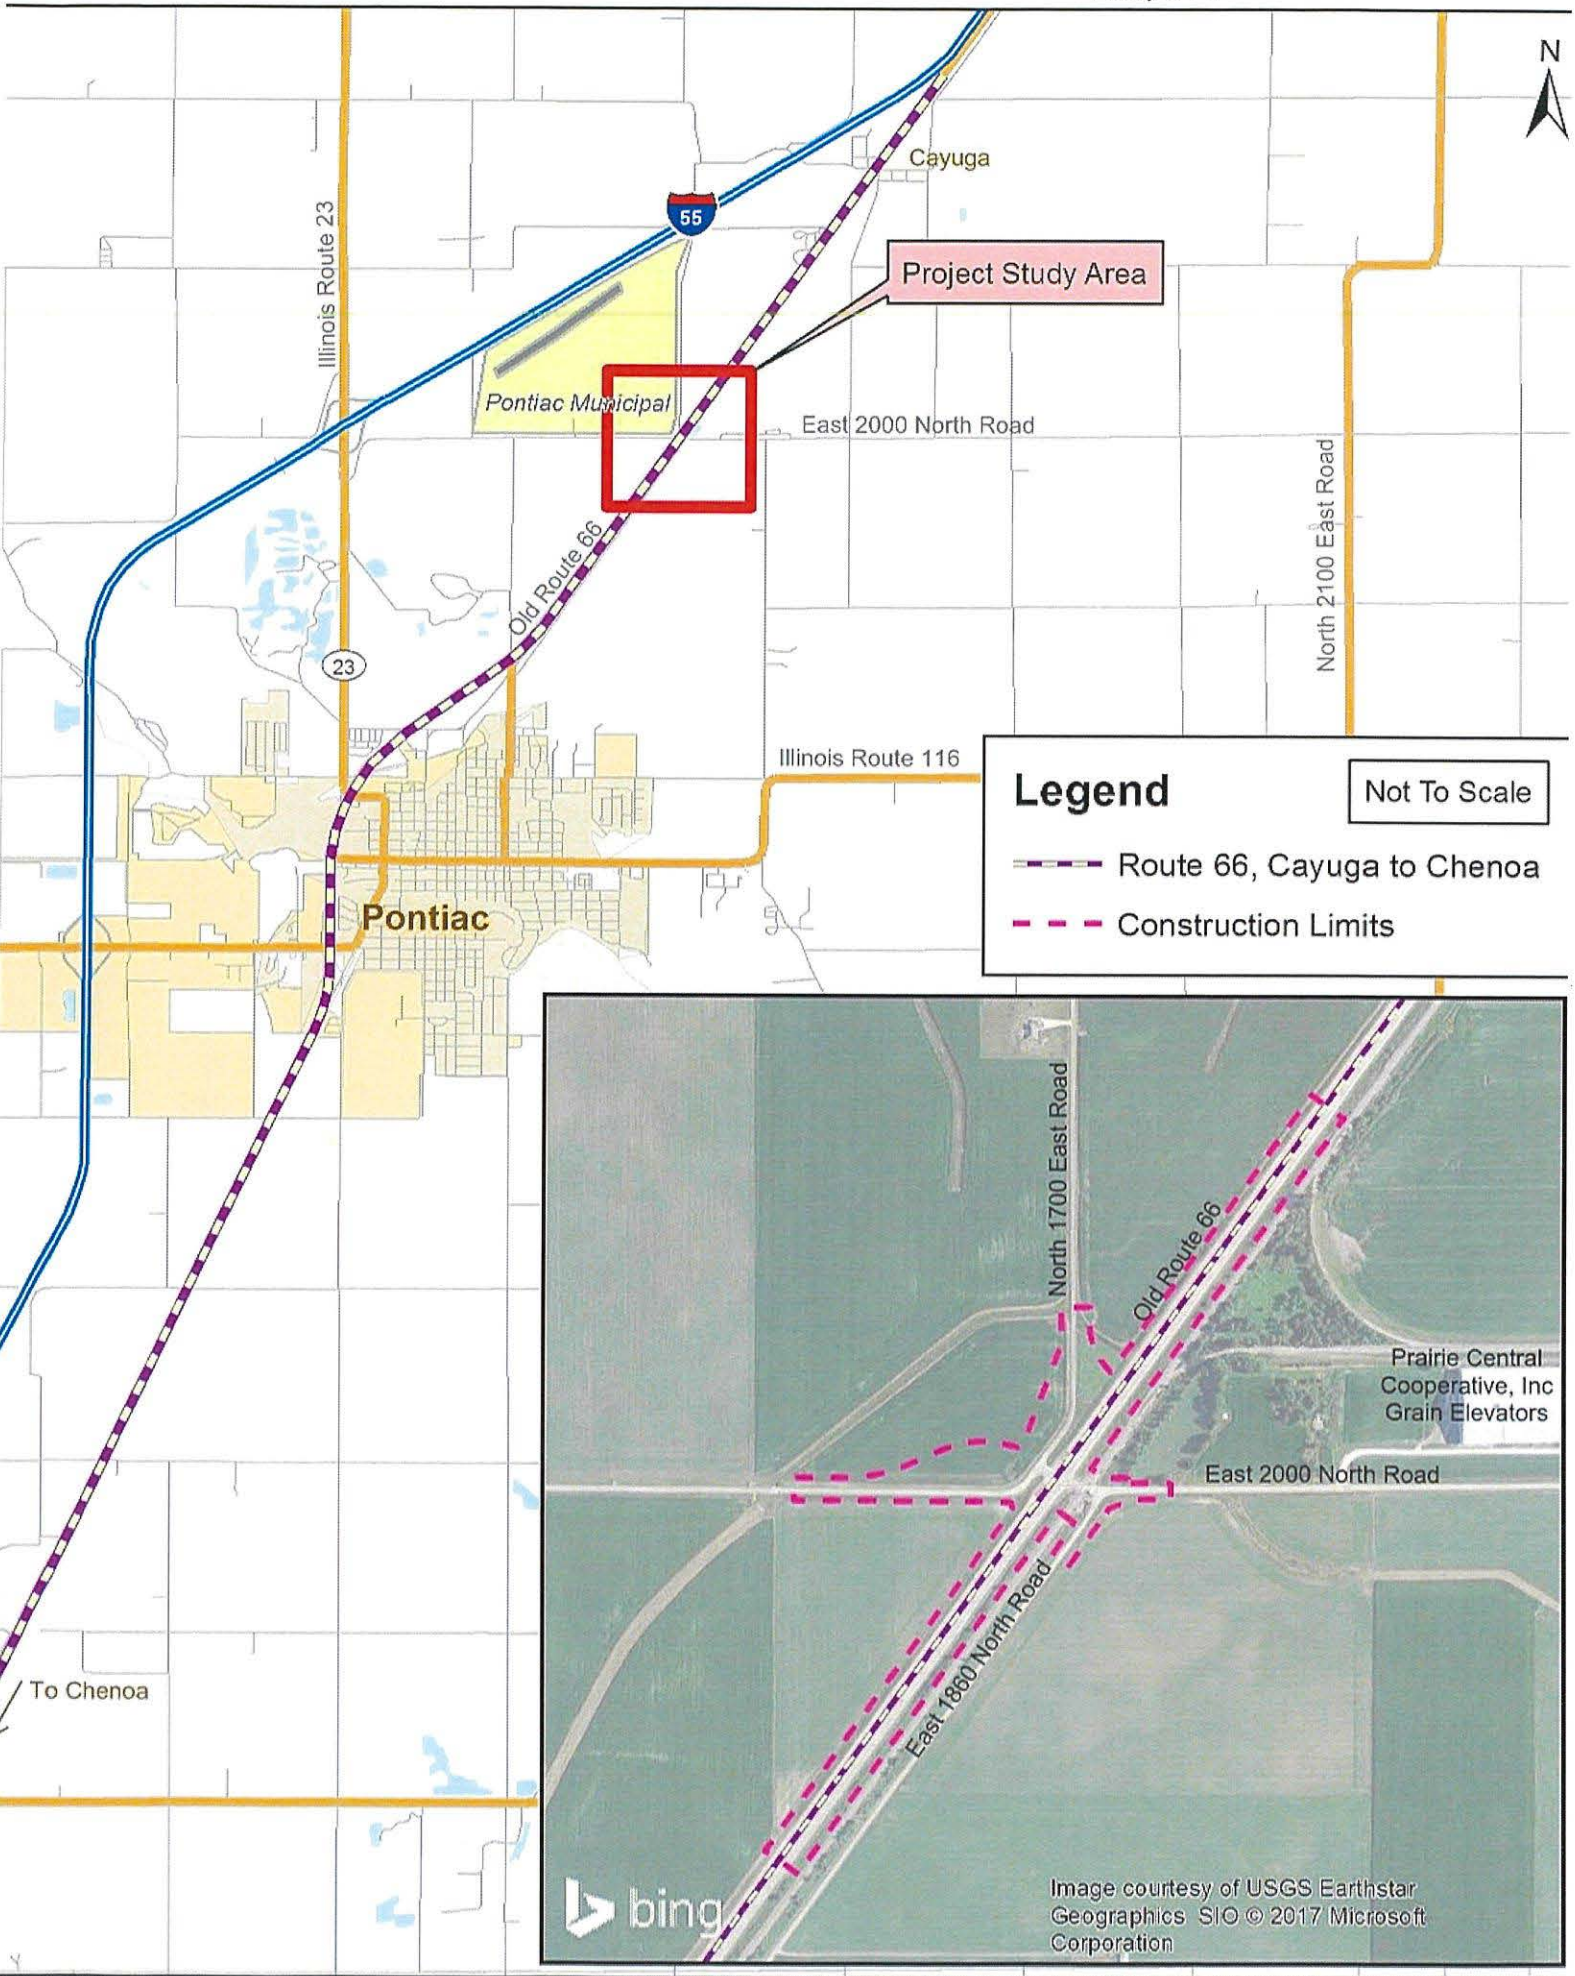 N
Cayuga
55
Illinois Route 23
Project Study Area
Pontiac Municipal
East 2000 North Road
North 2100 East Road
Old Route 66
23
Illinois Route 116
Legend
Not To Scale
Route 66, Cayuga to Chenoa
Construction Limits
Pontiac
To Chenoa
North 1700 East Road
Old Route 66
Prairie Central
Cooperative, Inc
Grain Elevators
East 2000 North Road
East 1860 North Road
bing
Image courtesy of USGS Earthstar
Geographics SIO © 2017 Microsoft
Corporation